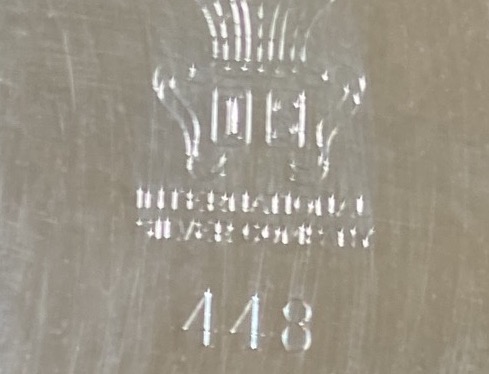 INTERNATIONAL
SILVER COMPANY
448